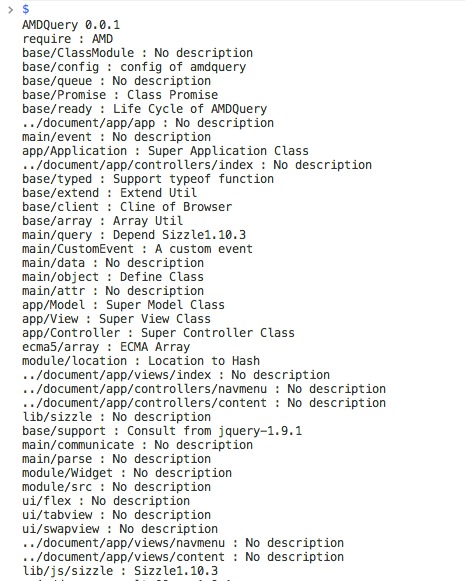 > $
AMDQuery 0.0.1
require : AMD
base/ClassModule : No description
base/config : config of amdquery
base/queue : No description
base/Promise : Class Promise
base/ready : Life Cycle of AMDQuery
../document/app/app : No description
main/event : No description
app/Application : Super Application Class
../document/app/controllers/index : No description
base/typed : Support typeof function
base/extend : Extend Util
base/client : Cline of Browser
base/array : Array Util
main/query : Depend Sizzle1.10.3
main/CustomEvent : A custom event
main/data : No description
main/object : Define Class
main/attr : No description
app/Model : Super Model Class
app/View : Super View Class
app/Controller : Super Controller Class
ecma5/array : ECMA Array
module/location : Location to Hash
../document/app/views/index : No description
../document/app/controllers/navmenu : No description
../document/app/controllers/content : No description
lib/sizzle : No description
base/support : Consult from jquery-1.9.1
main/communicate : No description
main/parse : No description
module/Widget : No description
module/src : No description
ui/flex : No description
ui/tabview : No description
ui/swapview : No description
../document/app/views/navmenu : No description
../document/app/views/content : No description
lib/js/sizzle : Sizzle1.10.3